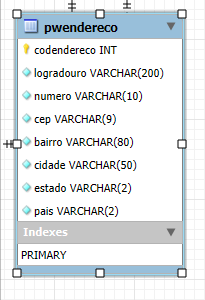 pwendereco
codendereco INT
logradouro VARCHAR(200)
numero VARCHAR(10)
cep VARCHAR(9)
bairro VARCHAR(80)
cidade VARCHAR(50)
estado VARCHAR(2)
pais VARCHAR(2)
Indexes
PRIMARY